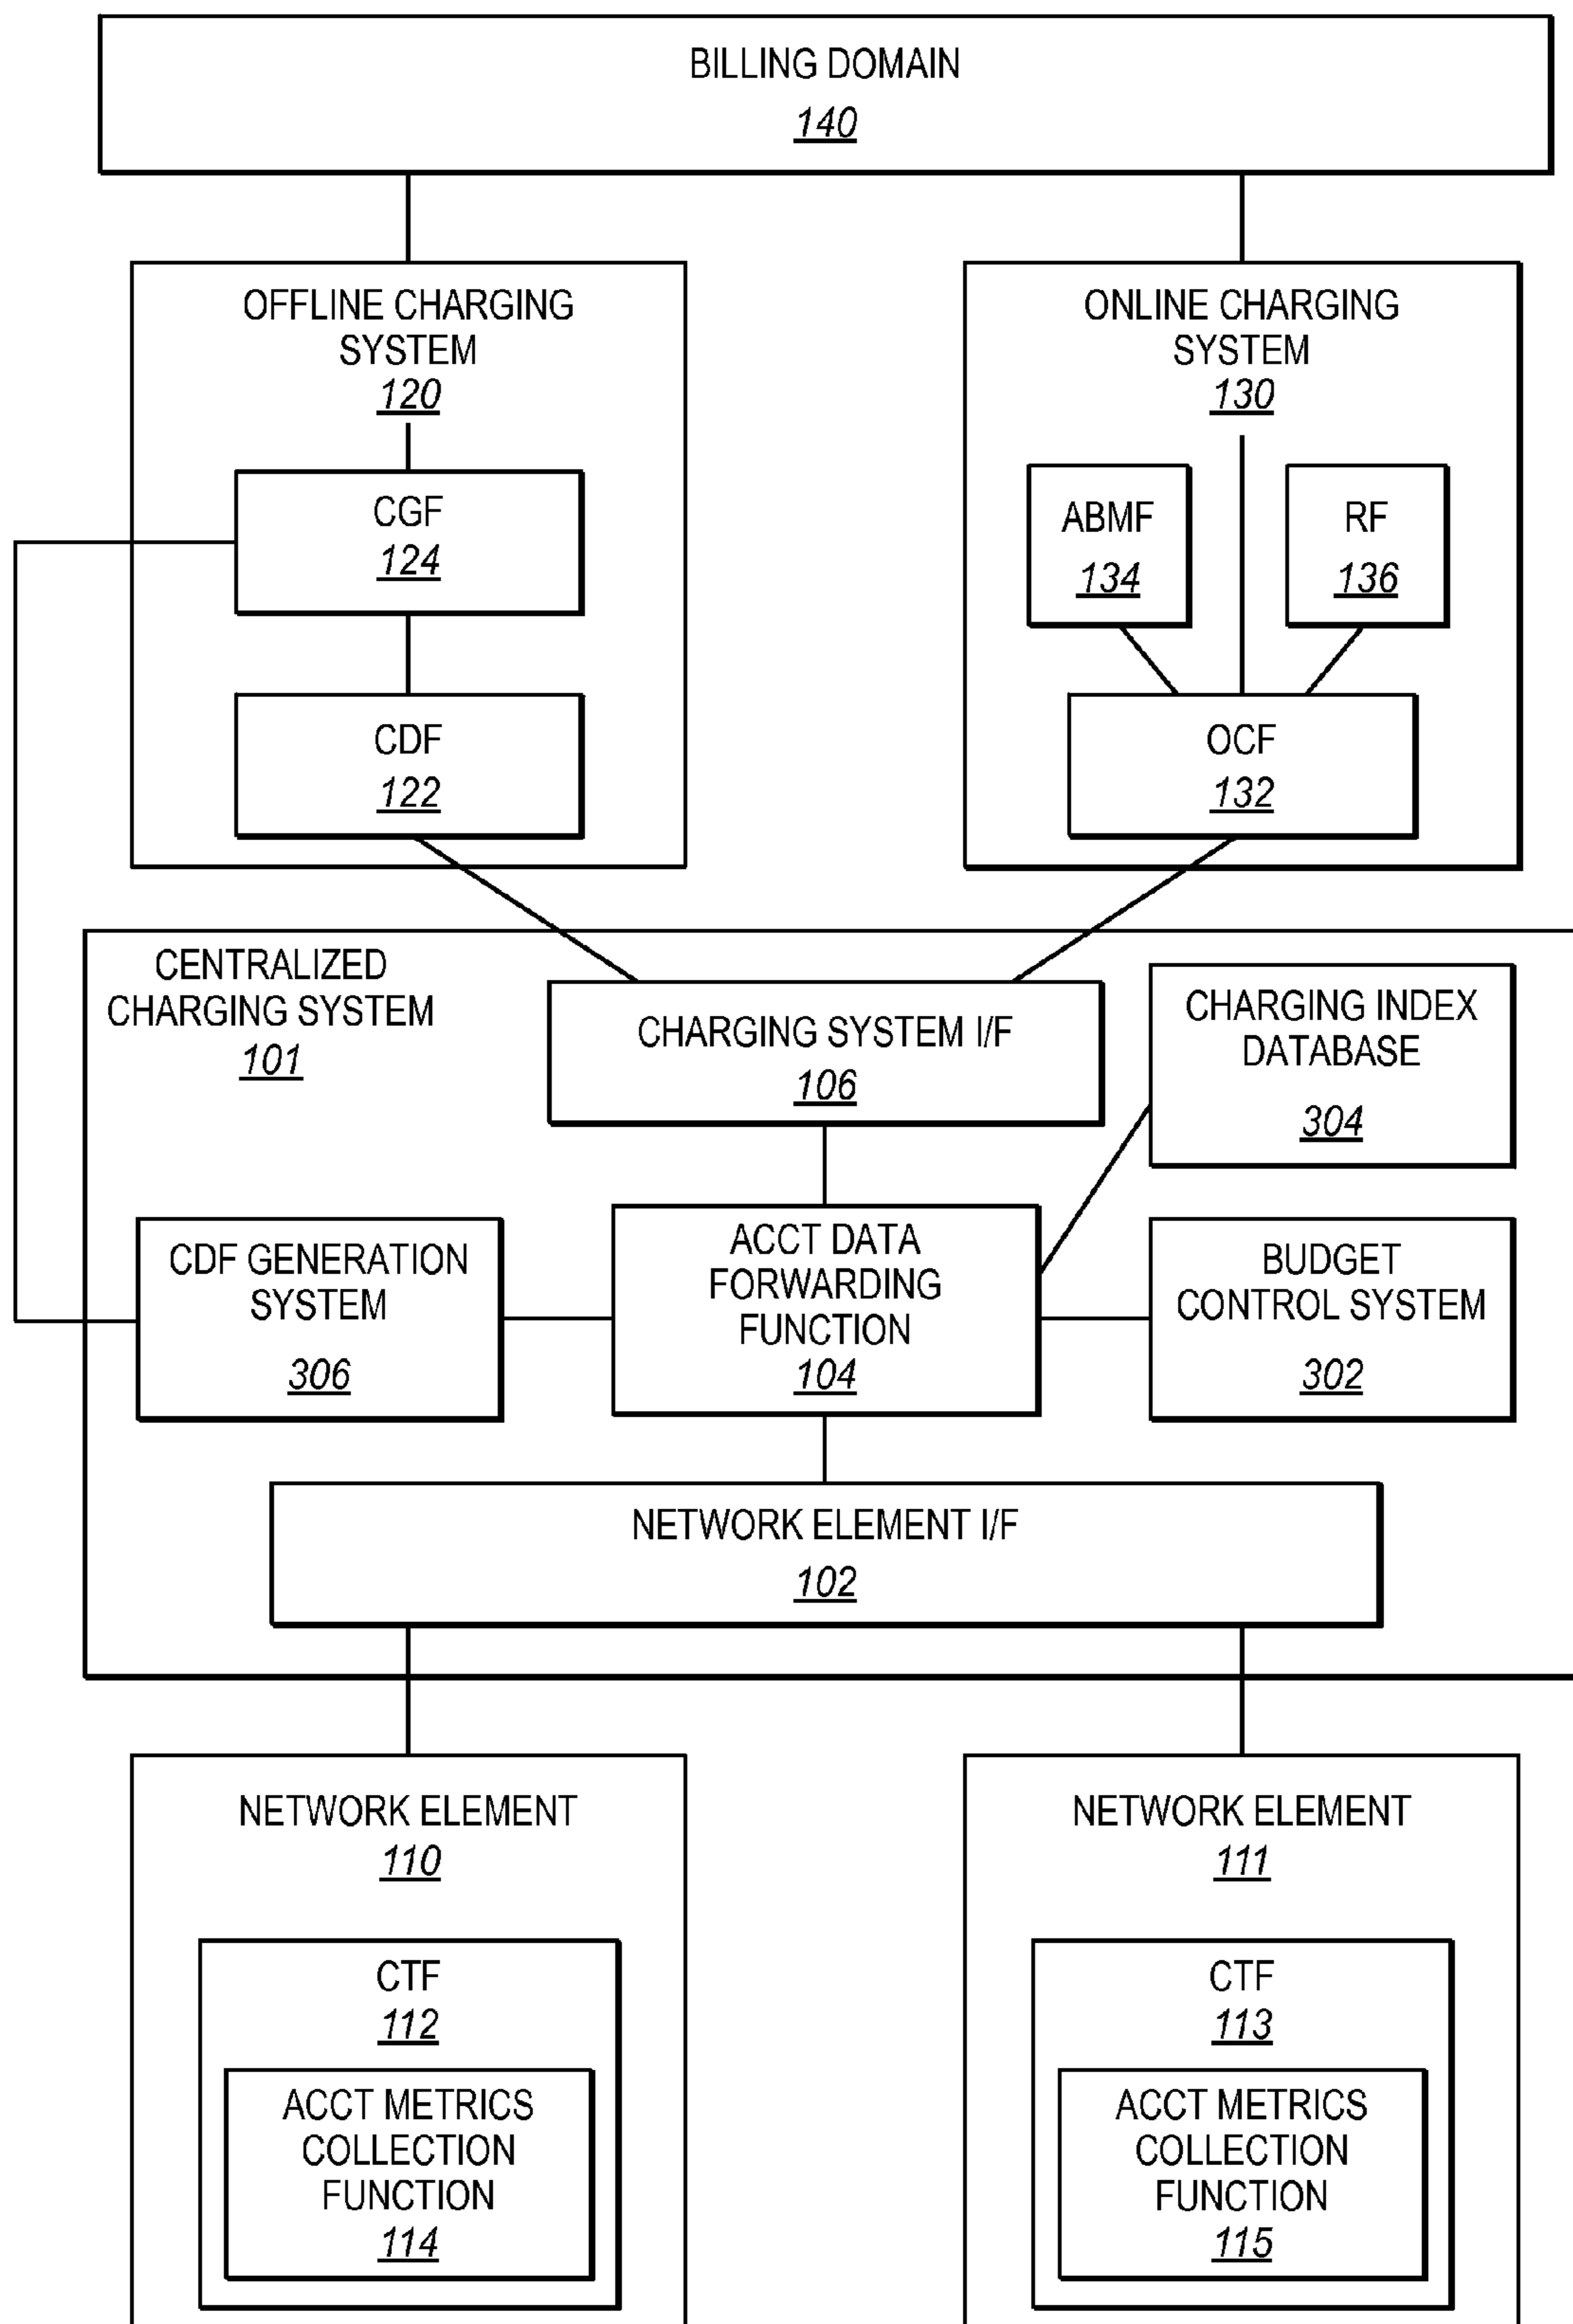 BILLING DOMAIN
140
OFFLINE CHARGING
SYSTEM
120
CGF
124
CDF
122
ONLINE CHARGING
SYSTEM
130
ABMF
134
RF
136
OCF
132
CENTRALIZED
CHARGING SYSTEM
101
CHARGING SYSTEM I/F
106
CHARGING INDEX
DATABASE
304
CDF GENERATION
SYSTEM
306
ACCT DATA
FORWARDING
FUNCTION
104
BUDGET
CONTROL SYSTEM
302
NETWORK ELEMENT I/F
102
NETWORK ELEMENT
110
CTF
112
ACCT METRICS
COLLECTION
FUNCTION
114
NETWORK ELEMENT
111
CTF
113
ACCT METRICS
COLLECTION
FUNCTION
115